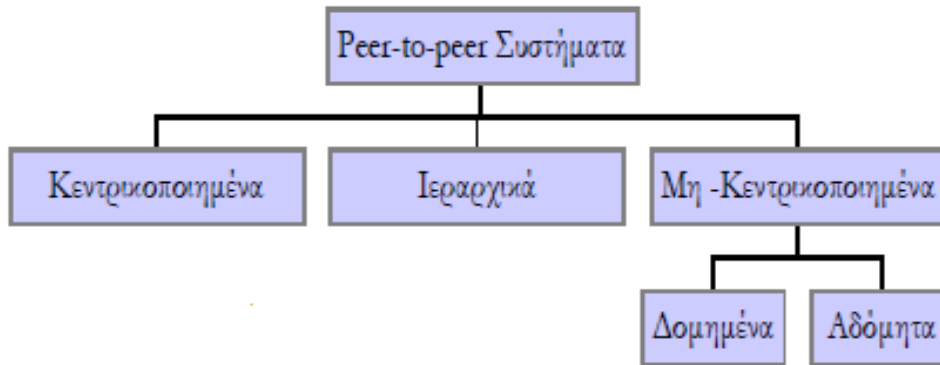 Peer-to-peer Συστήματα
Κεντρικοποιημένα
Ιεραρχικά
Μη -Κεντρικοποιημένα
Δομημένα
Αδόμητα